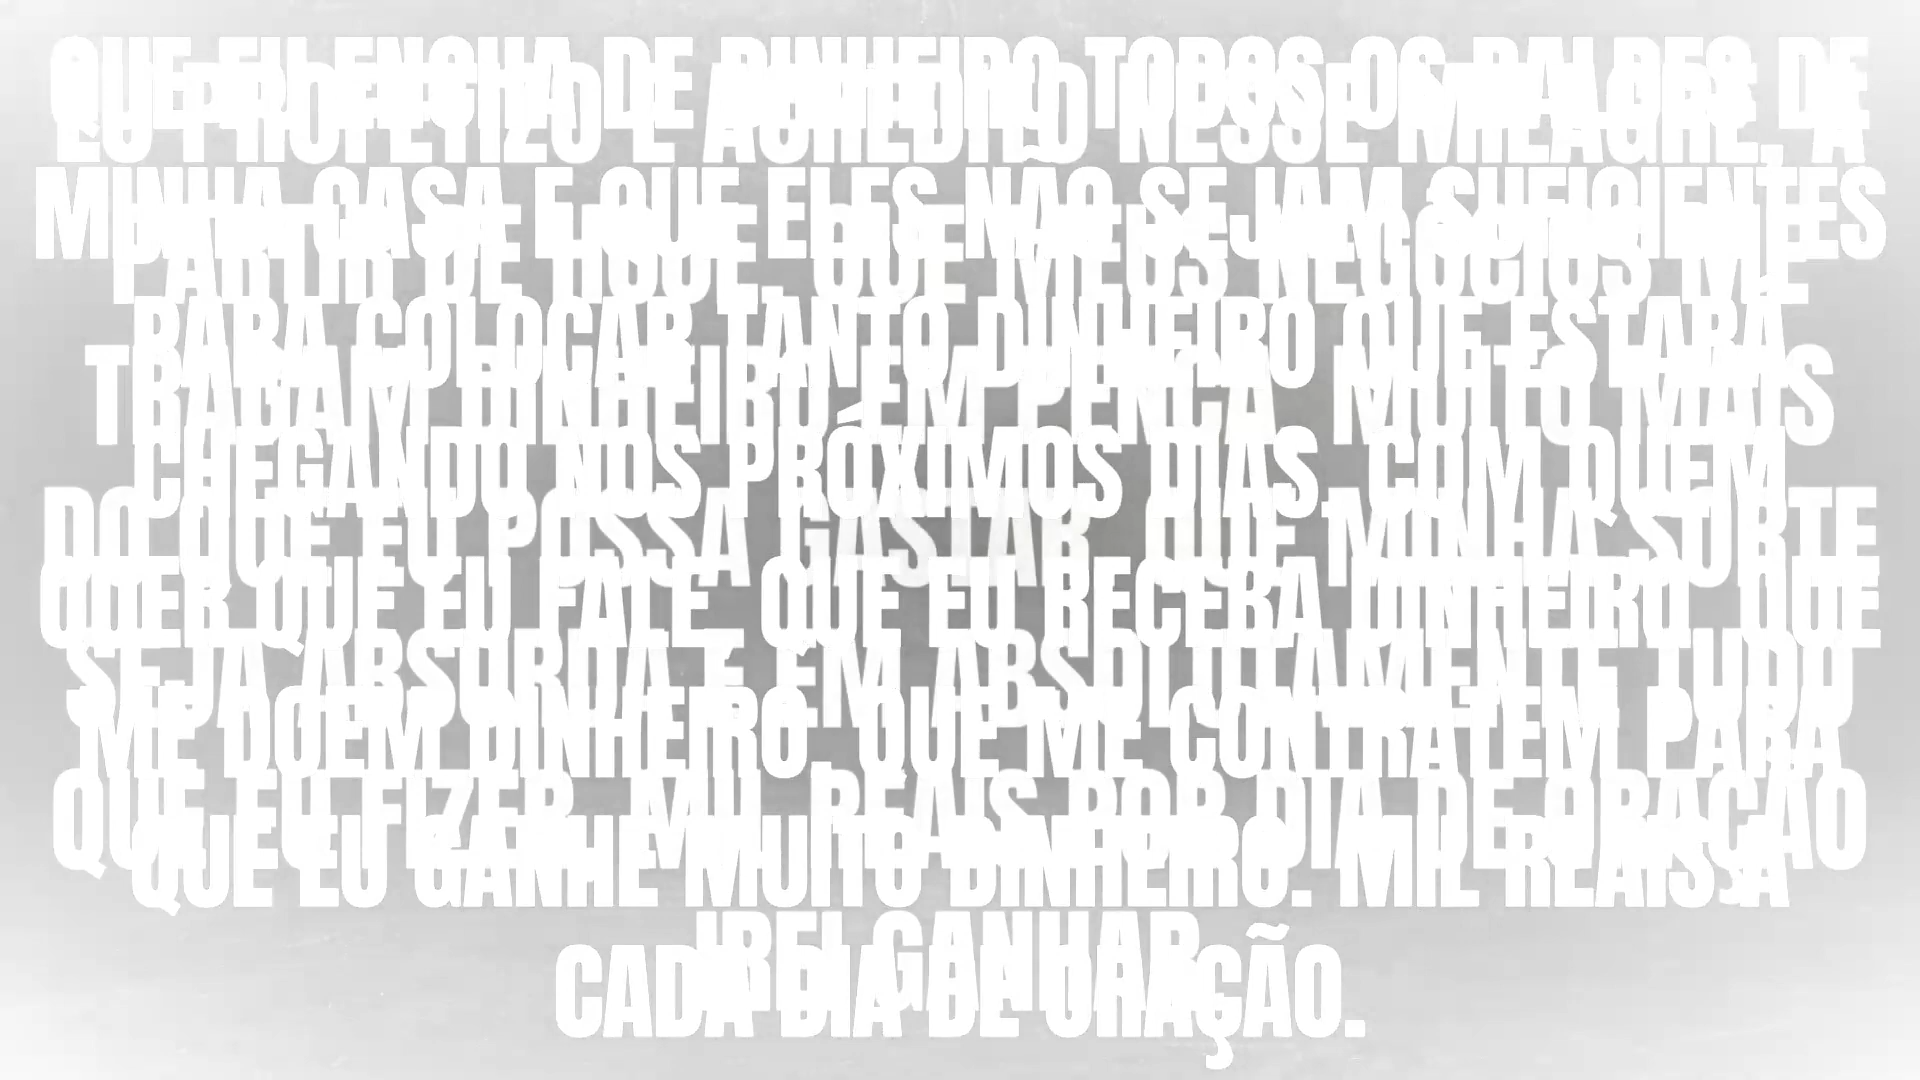 QUE EU ENCHA DE DINHEIRO TODOS OS BALDES DE
EU PROFETIZO E ACREDITO NESSE MILAGRE, A
MINHA CASA E QUE ELES NÃO SEJAM SUFICIENTES
PARTIR DE HOJE, QUE MEUS NEGÓCIOS ME
PARA COLOCAR TANTO DINHEIRO QUE ESTARÁ
TRAGAM DINHEIRO EM PENCA MUITO MAIS
CHEGANDO NOS PRÓXIMOS DIAS. COM QUEM
DO QUE EU POSSA GASTAR QUE MINHA SORTE
QUER QUE EU FALE QUE EU RECEBA DINHEIRO QUE
SEJA ABSURDA E EM ABSOLUTAMENTE TUDO
ME DOEM DINHEIRO QUE ME CONTRATEM PARA
QUE EU FIZER. MIL REAIS POR DIA DE ORAÇÃO
QUE EU GANHE MUITO DINHEIRO. MIL REAIS A
IREI GANHAR
CADA DIA DE ORAÇÃO.